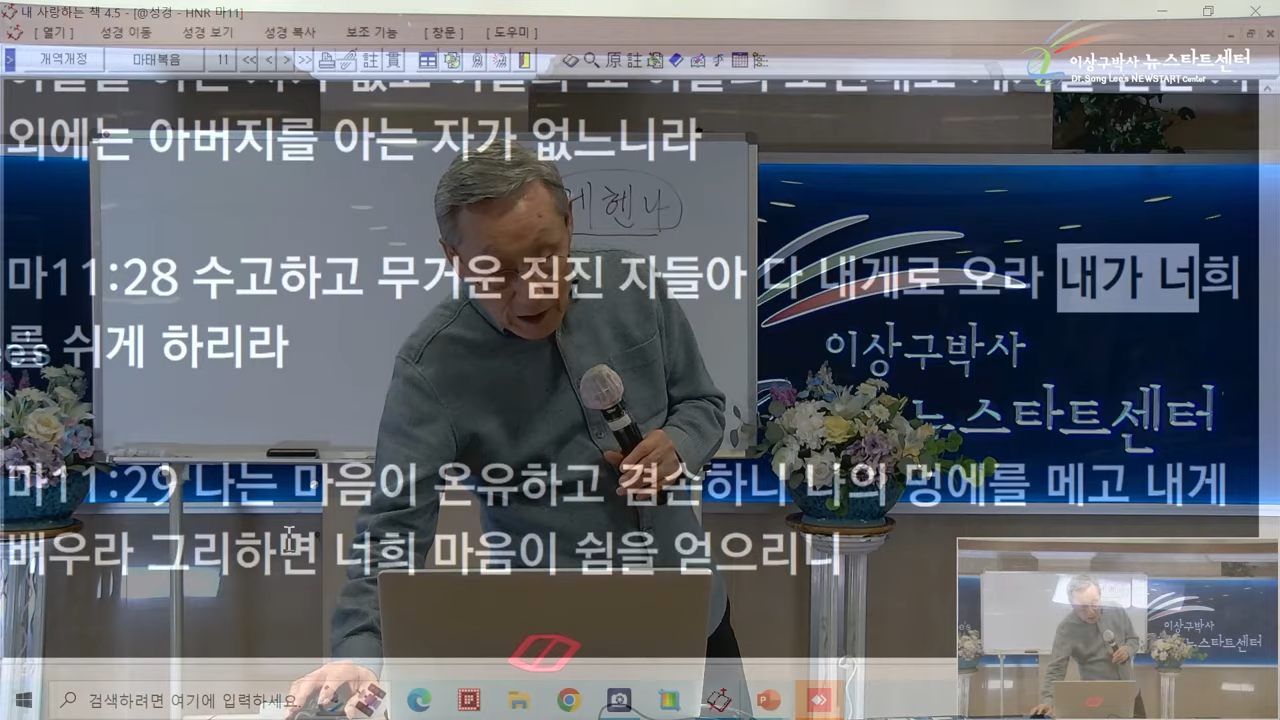 내 사랑하는 책 4.5 - [@성경 - HNR 마11]
[ 열기 ] 성경 이동 성경 보기 성경 복사 보조 기능 [ 창문 ] [ 도우미 ]
개역개정 마태복음 11 << < > >> 註 貫 原 註
이상구박사 뉴스타트센터
Dr. Sang Lee's NEWSTART Center
외에는 아버지를 아는 자가 없느니라
게헨나
마11:28 수고하고 무거운 짐진 자들아 다 내게로 오라 내가 너희
를 쉬게 하리라
이상구박사
뉴스타트센터
마11:29 나는 마음이 온유하고 겸손하니 나의 멍에를 메고 내게
배우라 그리하면 너희 마음이 쉼을 얻으리니
이상구박사
뉴스타트센터
검색하려면 여기에 입력하세요.